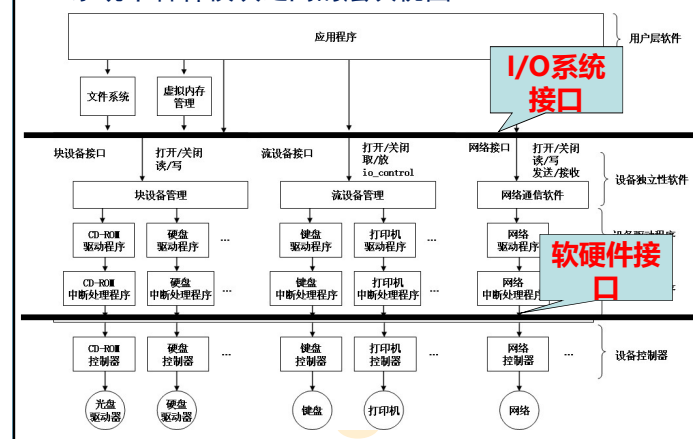 应用程序
用户层软件
I/O系统
接口
文件系统
虚拟内存
管理
块设备接口
打开/关闭
读/写
流设备接口
打开/关闭
取/放
io_control
网络接口
打开/关闭
读/写
发送/接收
设备独立性软件
块设备管理
流设备管理
网络通信软件
CD-ROM
驱动程序
硬盘
驱动程序
...
键盘
驱动程序
打印机
驱动程序
...
网络
驱动程序
软硬件接
口
CD-ROM
中断处理程序
硬盘
中断处理程序
...
键盘
中断处理程序
打印机
中断处理程序
...
网络
中断处理程序
CD-ROM
控制器
硬盘
控制器
...
键盘
控制器
打印机
控制器
...
网络
控制器
...
设备控制器
光盘
驱动器
硬盘
驱动器
键盘
打印机
网络